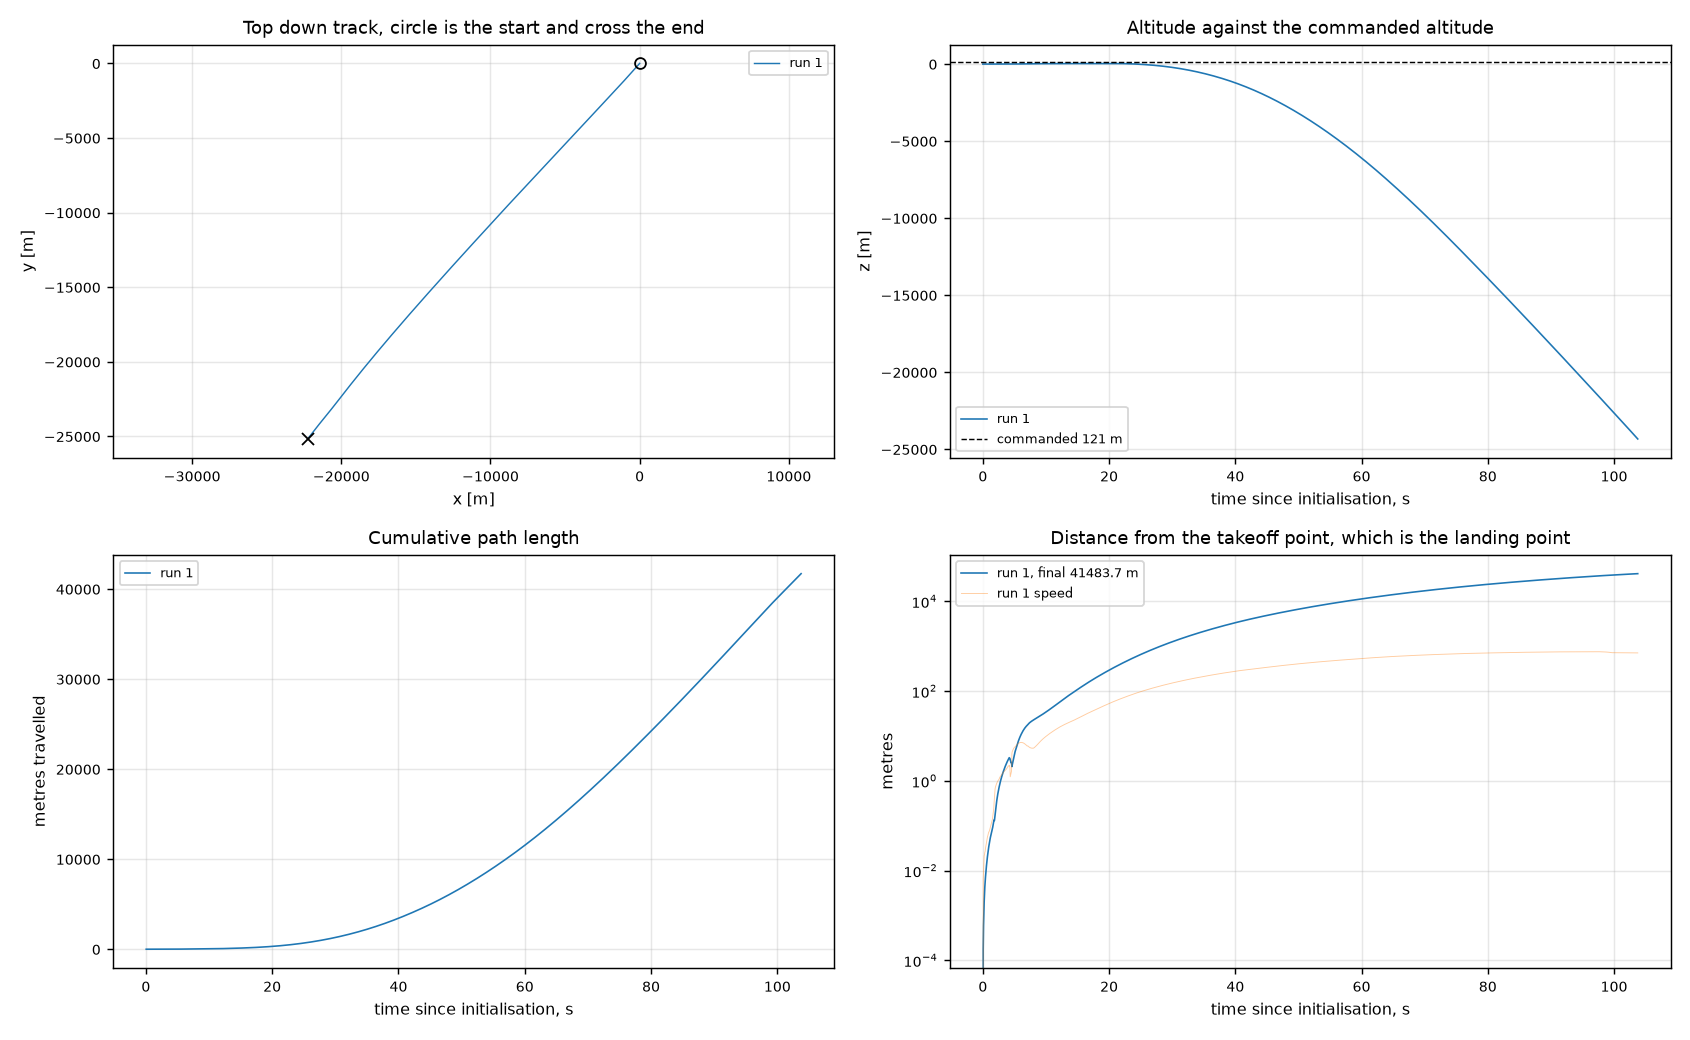 Top down track, circle is the start and cross the end
run 1
0
−5000
−10000
−15000
−20000
−25000
y [m]
−30000
−20000
−10000
0
10000
x [m]
Altitude against the commanded altitude
0
−5000
−10000
−15000
−20000
−25000
z [m]
run 1
commanded 121 m
0
20
40
60
80
100
time since initialisation, s
Cumulative path length
run 1
40000
30000
20000
10000
0
metres travelled
0
20
40
60
80
100
time since initialisation, s
Distance from the takeoff point, which is the landing point
run 1, final 41483.7 m
run 1 speed
10⁴
10²
10⁰
10⁻²
10⁻⁴
metres
0
20
40
60
80
100
time since initialisation, s